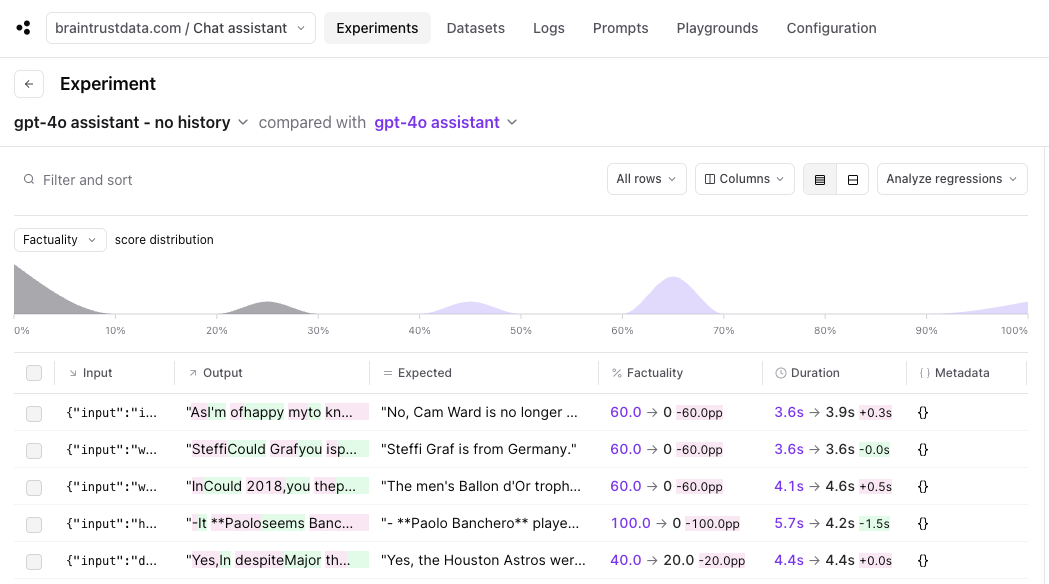 braintrustdata.com / Chat assistant Experiments Datasets Logs Prompts Playgrounds Configuration
Experiment
gpt-4o assistant - no history compared with gpt-4o assistant
Filter and sort All rows Columns Analyze regressions
Factuality score distribution
0% 10% 20% 30% 40% 50% 60% 70% 80% 90% 100%
Input Output Expected % Factuality Duration { } Metadata
{"input":"i... "AsI'm ofhappy myto kn... "No, Cam Ward is no longer ... 60.0 → 0 -60.0pp 3.6s → 3.9s +0.3s {}
{"input":"w... "SteffiCould Grafyou isp... "Steffi Graf is from Germany." 60.0 → 0 -60.0pp 3.6s → 3.6s -0.0s {}
{"input":"w... "InCould 2018,you thep... "The men's Ballon d'Or troph... 60.0 → 0 -60.0pp 4.1s → 4.6s +0.5s {}
{"input":"h... "-It **Paoloseems Banc... "- **Paolo Banchero** playe... 100.0 → 0 -100.0pp 5.7s → 4.2s -1.5s {}
{"input":"d... "Yes,In despiteMajor th... "Yes, the Houston Astros wer... 40.0 → 20.0 -20.0pp 4.4s → 4.4s +0.0s {}